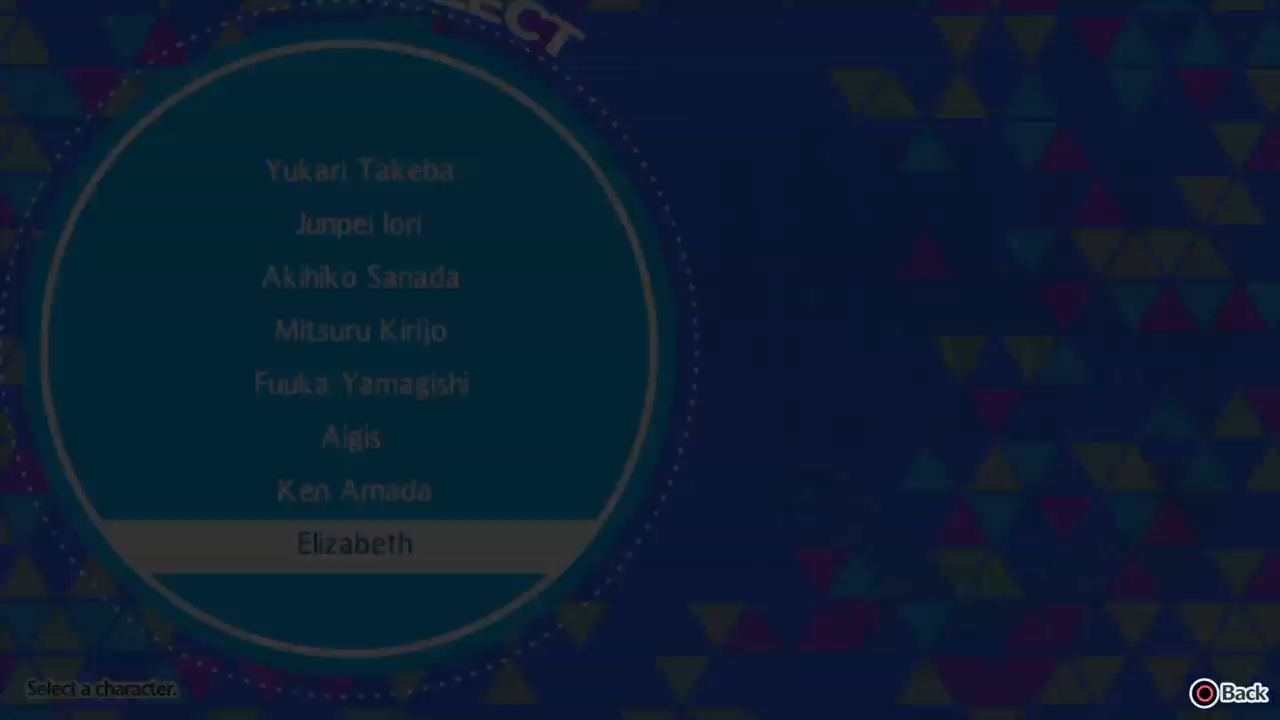 Yukari Takeba
Junpei Iori
Akihiko Sanada
Mitsuru Kirijo
Fuuka Yamagishi
Aigis
Ken Amada
Elizabeth
Select a character.
Back